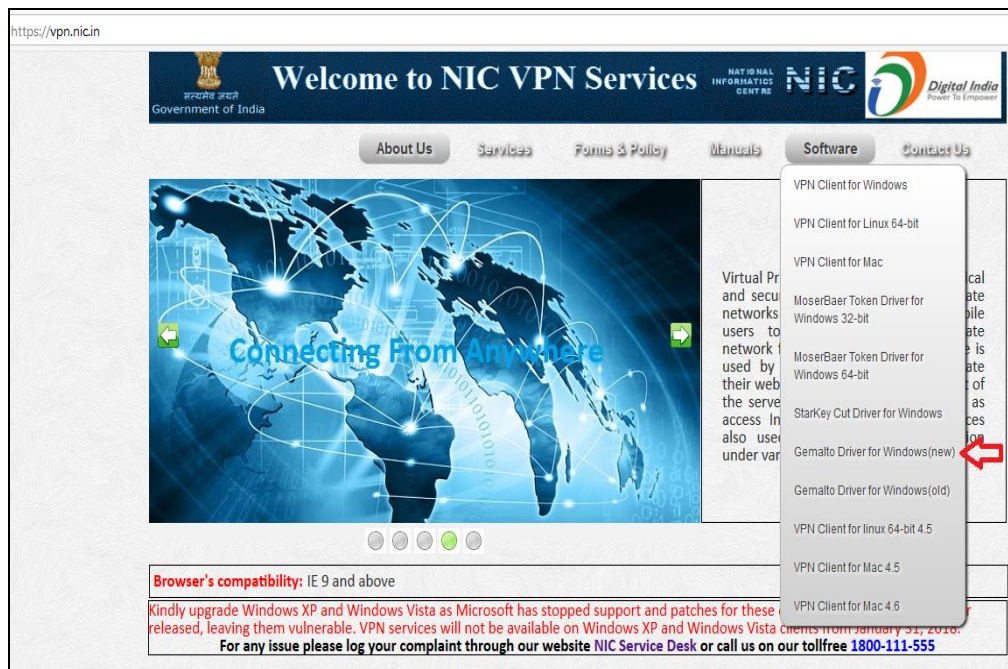 https://vpn.nic.in
सत्यमेव जयते
Government of India
Welcome to NIC VPN Services
NATIONAL
INFORMATICS
CENTRE
NIC
Digital India
Power To Empower
About Us
Services
Forms & Policy
Manuals
Software
Contact Us
VPN Client for Windows
VPN Client for Linux 64-bit
VPN Client for Mac
MoserBaer Token Driver for
Windows 32-bit
MoserBaer Token Driver for
Windows 64-bit
StarKey Cut Driver for Windows
Gemalto Driver for Windows(new)
Gemalto Driver for Windows(old)
VPN Client for linux 64-bit 4.5
VPN Client for Mac 4.5
VPN Client for Mac 4.6
Connecting From Anywhere
Virtual
and
networks
users to
network
used by
their
the
access
also
under
is
of
as
Browser's compatibility: IE 9 and above
Kindly upgrade Windows XP and Windows Vista as Microsoft has stopped support and patches for these
released, leaving them vulnerable. VPN services will not be available on Windows XP and Windows Vista clients from January 31, 2018.
For any issue please log your complaint through our website NIC Service Desk or call us on our tollfree 1800-111-555